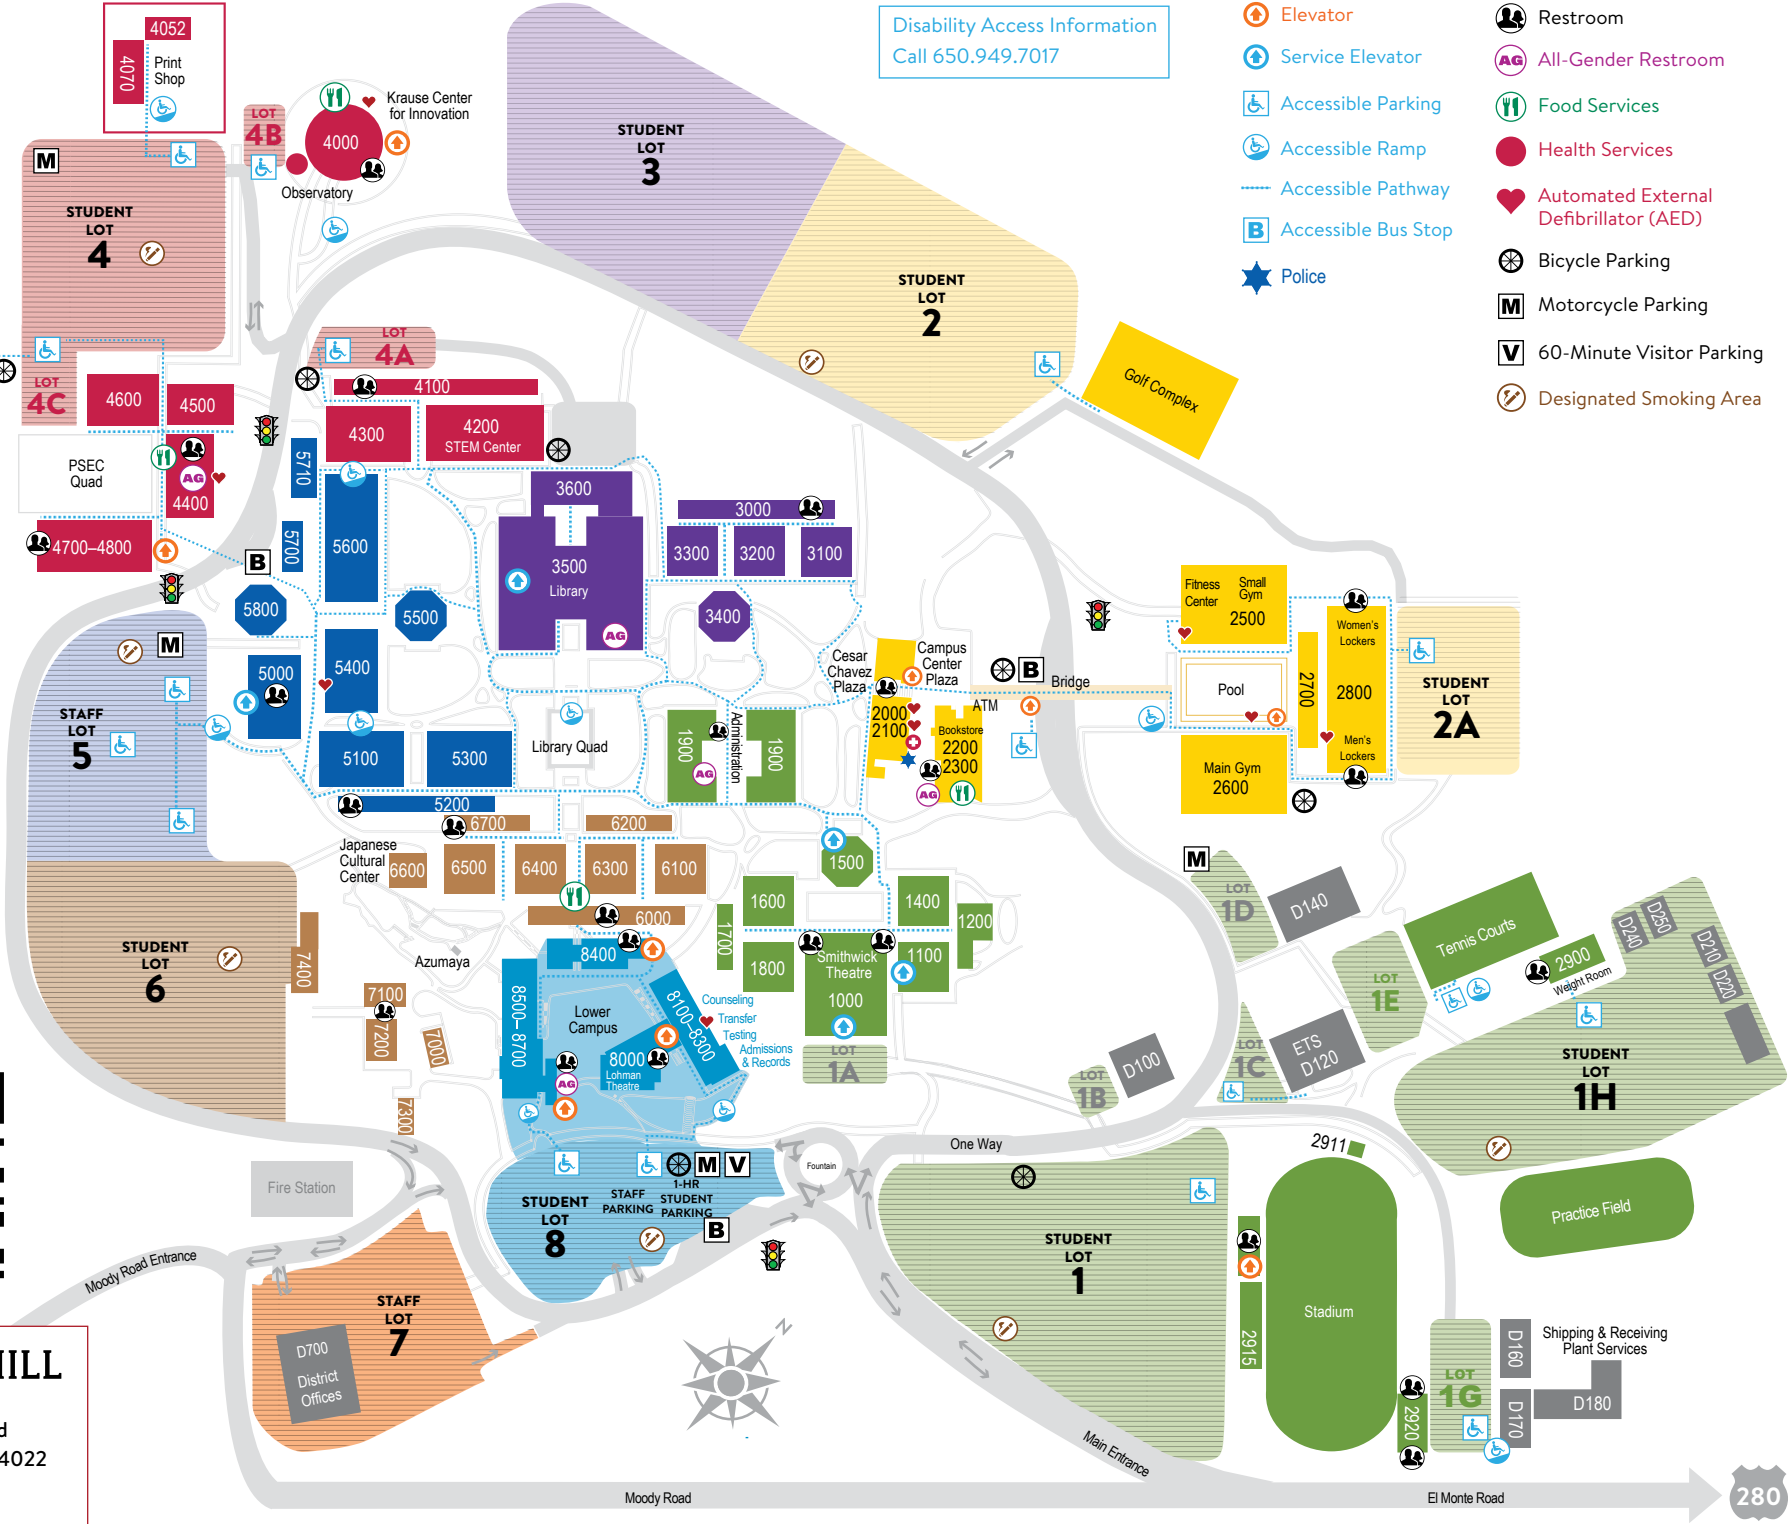 Disability Access Information
Call 650.949.7017
Elevator
Service Elevator
Accessible Parking
Accessible Ramp
Accessible Pathway
B Accessible Bus Stop
Police
Restroom
AG All-Gender Restroom
Food Services
Health Services
Automated External
Defibrillator (AED)
Bicycle Parking
M Motorcycle Parking
V 60-Minute Visitor Parking
Designated Smoking Area
4052
4070
Print
Shop
LOT
4B
4000
Krause Center
for Innovation
Observatory
M
STUDENT
LOT
4
STUDENT
LOT
3
STUDENT
LOT
2
Golf Complex
LOT
4A
LOT
4C
4600
4500
4100
4300
4200
STEM Center
PSEC
Quad
AG
4400
4700–4800
5710
5700
5600
B
5800
5500
3600
3500
Library
AG
3000
3300
3200
3100
3400
M
STAFF
LOT
5
5000
5400
5100
5300
5200
Library Quad
1900
AG
Administration
1900
Cesar
Chavez
Plaza
Campus
Center
Plaza
2000
2100
ATM
Bookstore
2200
2300
AG
B
Bridge
Fitness
Center
Small
Gym
2500
Pool
2700
Women's
Lockers
2800
Men's
Lockers
Main Gym
2600
STUDENT
LOT
2A
6700
6200
Japanese
Cultural
Center
6600
6500
6400
6300
6100
6000
1500
1600
1400
1700
1200
1800
Smithwick
Theatre
1000
1100
LOT
1A
STUDENT
LOT
6
7400
Azumaya
7100
7200
7000
7300
8400
8500–8700
Lower
Campus
8100–8300
8000
Lohman
Theatre
AG
Counseling
Transfer
Testing
Admissions
& Records
M
LOT
1D
D140
Tennis Courts
2900
Weight Room
D240
D250
D210
D220
LOT
1E
LOT
1C
ETS
D120
LOT
1B
D100
STUDENT
LOT
1H
Practice Field
2911
One Way
Fountain
Fire Station
STUDENT
LOT
8
STAFF
PARKING
M
V
1-HR
STUDENT
PARKING
B
STUDENT
LOT
1
Stadium
2915
2920
LOT
1G
D160
D170
D180
Shipping & Receiving
Plant Services
Moody Road Entrance
STAFF
LOT
7
D700
District
Offices
N
Main Entrance
Moody Road
El Monte Road
280
HILL
d
4022